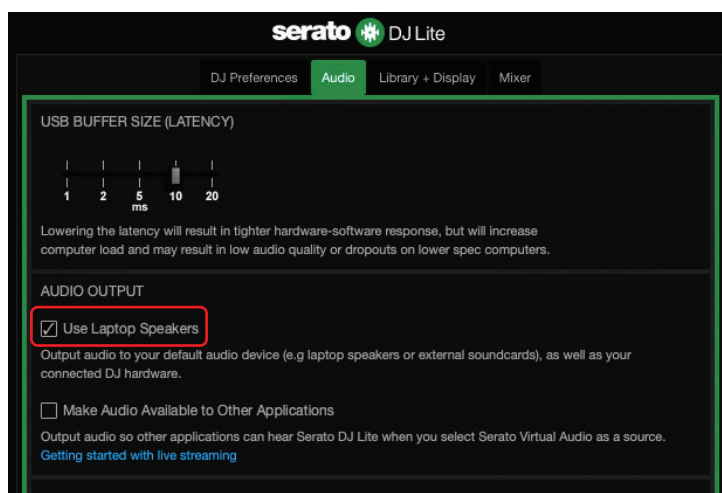 serato DJ Lite
DJ Preferences Audio Library + Display Mixer
USB BUFFER SIZE (LATENCY)
1 2 5 10 20
ms
Lowering the latency will result in tighter hardware-software response, but will increase
computer load and may result in low audio quality or dropouts on lower spec computers.
AUDIO OUTPUT
Use Laptop Speakers
Output audio to your default audio device (e.g laptop speakers or external soundcards), as well as your
connected DJ hardware.
Make Audio Available to Other Applications
Output audio so other applications can hear Serato DJ Lite when you select Serato Virtual Audio as a source.
Getting started with live streaming